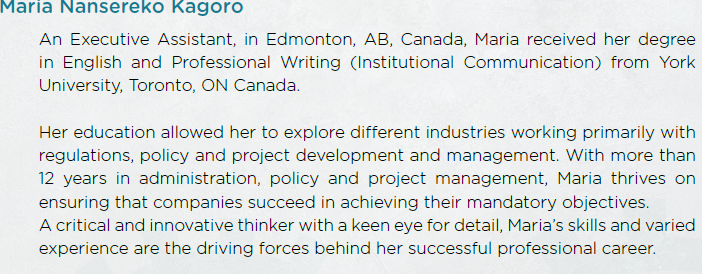 Maria Nansereko Kagoro
An Executive Assistant, in Edmonton, AB, Canada, Maria received her degree
in English and Professional Writing (Institutional Communication) from York
University, Toronto, ON Canada.
Her education allowed her to explore different industries working primarily with
regulations, policy and project development and management. With more than
12 years in administration, policy and project management, Maria thrives on
ensuring that companies succeed in achieving their mandatory objectives.
A critical and innovative thinker with a keen eye for detail, Maria’s skills and varied
experience are the driving forces behind her successful professional career.